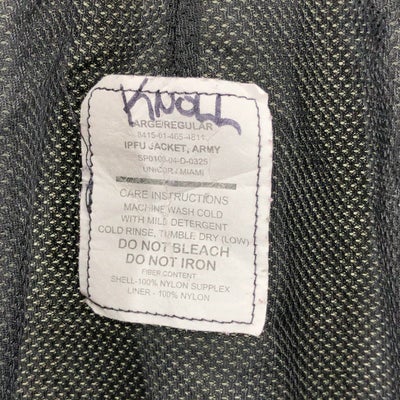 KNOLL
LARGE/REGULAR
8415-01-465-4811
IPFU JACKET, ARMY
SP0100-04-D-0325
UNICOR / MIAMI
CARE INSTRUCTIONS
MACHINE WASH COLD
WITH MILD DETERGENT
COLD RINSE, TUMBLE DRY (LOW)
DO NOT BLEACH
DO NOT IRON
FIBER CONTENT
SHELL-100% NYLON SUPPLEX
LINER - 100% NYLON